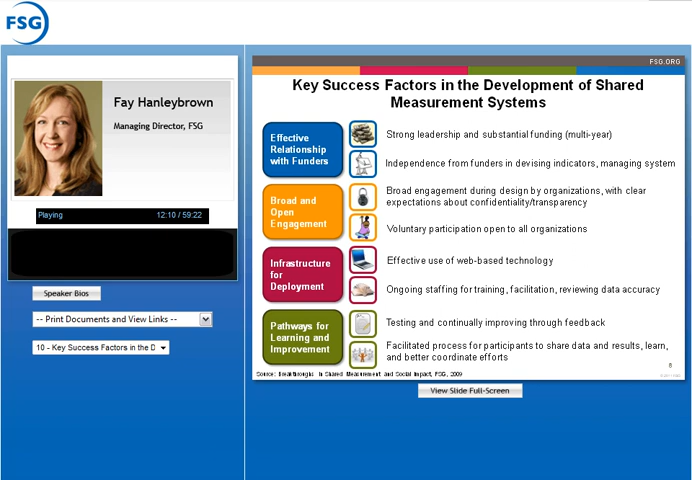 FSG
Fay Hanleybrown
Managing Director, FSG
Playing 12:10 / 59:22
Speaker Bios
-- Print Documents and View Links --
10 - Key Success Factors in the D
FSG.ORG
Key Success Factors in the Development of Shared
Measurement Systems
Effective
Relationship
with Funders
Strong leadership and substantial funding (multi-year)
Independence from funders in devising indicators, managing system
Broad and
Open
Engagement
Broad engagement during design by organizations, with clear
expectations about confidentiality/transparency
Voluntary participation open to all organizations
Infrastructure
for
Deployment
Effective use of web-based technology
Ongoing staffing for training, facilitation, reviewing data accuracy
Pathways for
Learning and
Improvement
Testing and continually improving through feedback
Facilitated process for participants to share data and results, learn,
and better coordinate efforts
8
Source: Breakthroughs in Shared Measurement and Social Impact, FSG, 2009
View Slide Full-Screen